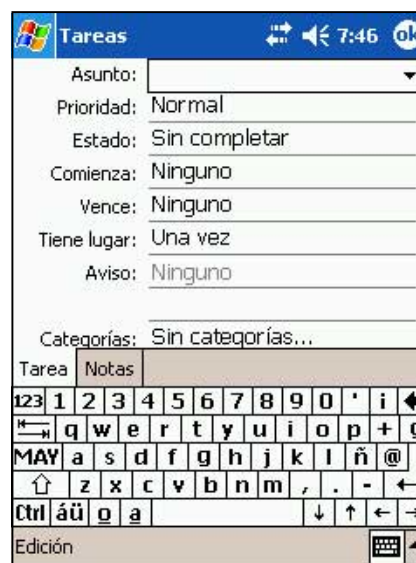 Tareas 7:46 ok
Asunto:
Prioridad: Normal
Estado: Sin completar
Comienza: Ninguno
Vence: Ninguno
Tiene lugar: Una vez
Aviso: Ninguno
Categorías: Sin categorías...
Tarea Notas
123 1 2 3 4 5 6 7 8 9 0 ' ¡
q w e r t y u i o p +
MAY a s d f g h j k l ñ @
z x c v b n m , . - ←
Ctrl áü o a ↓ ↑ ← →
Edición